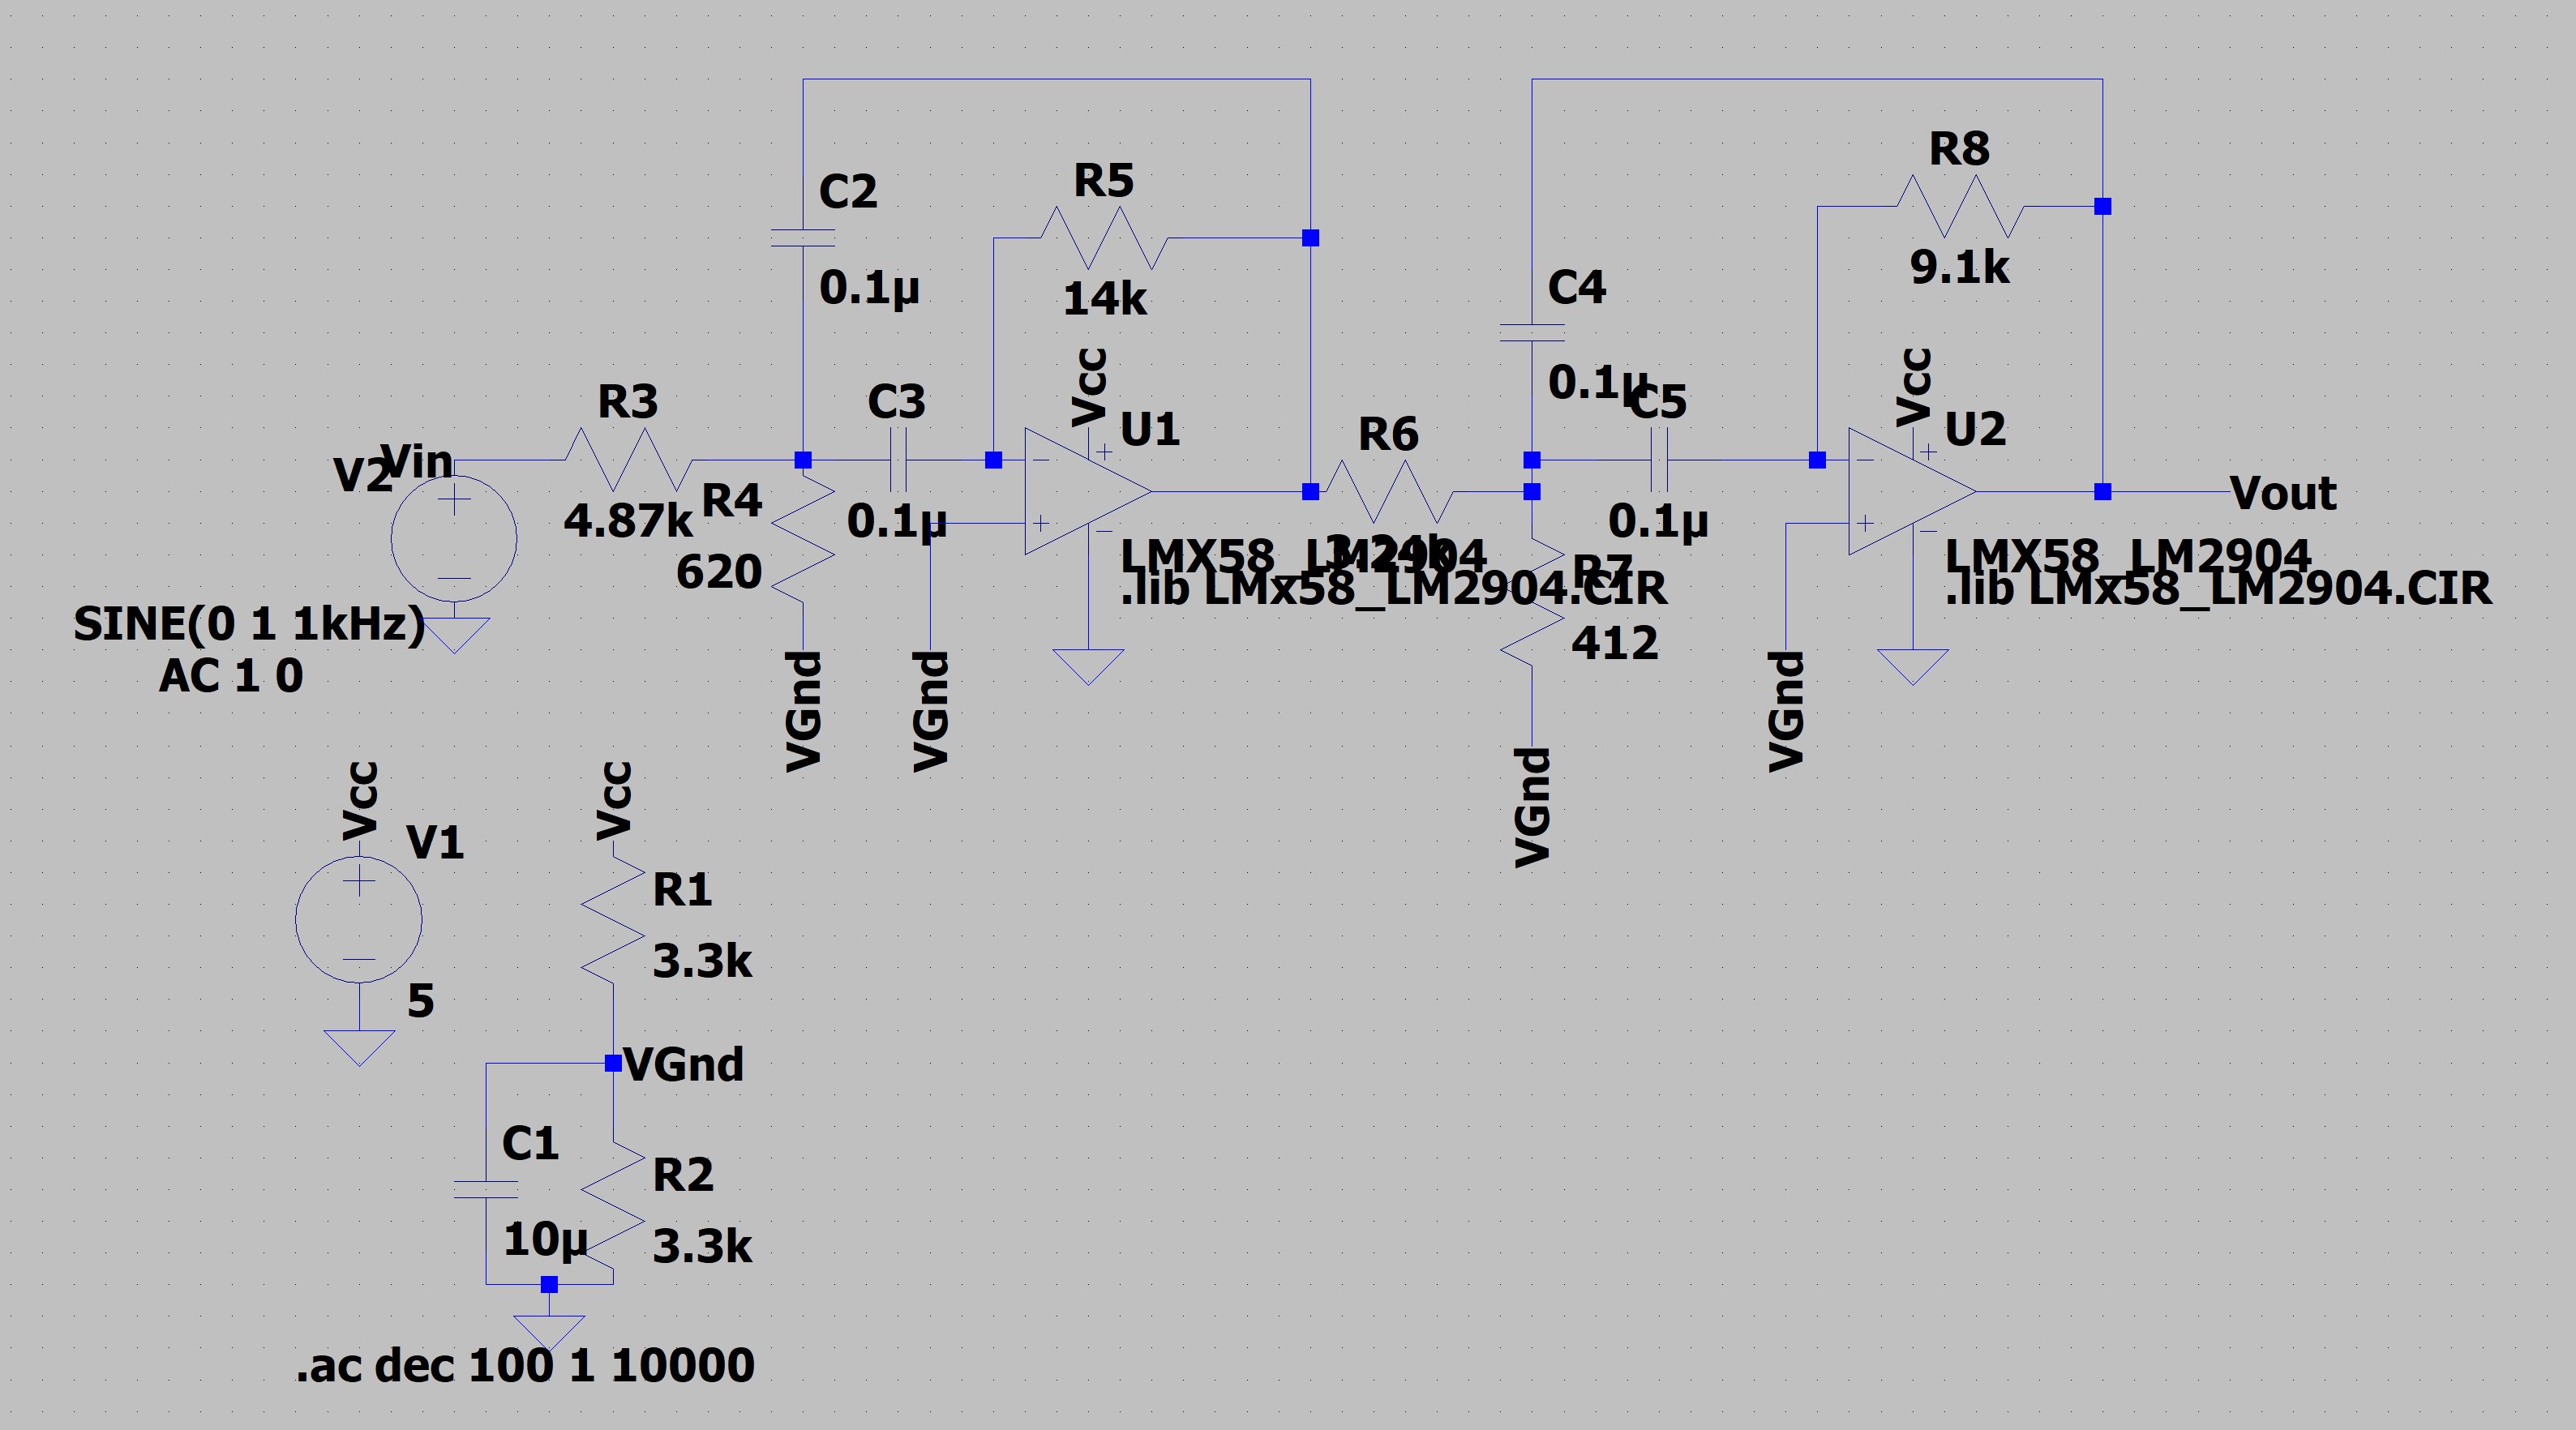 C2
0.1µ
R5
14k
R8
9.1k
C4
0.1µ
Vcc
Vcc
R3
4.87k
C3
0.1µ
U1
R6
3.24k
C5
0.1µ
U2
Vin
V2
R4
620
Vout
LMX58_LM2904
.lib LMx58_LM2904.CIR
LMX58_LM2904
.lib LMx58_LM2904.CIR
R7
412
SINE(0 1 1kHz)
AC 1 0
VGnd
VGnd
VGnd
VGnd
Vcc
V1
5
Vcc
R1
3.3k
VGnd
C1
10µ
R2
3.3k
.ac dec 100 1 10000